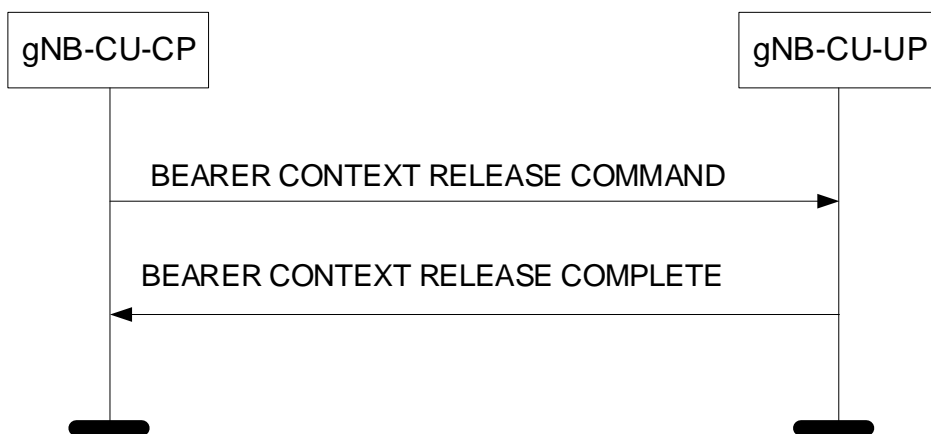 gNB-CU-CP
gNB-CU-UP
BEARER CONTEXT RELEASE COMMAND
BEARER CONTEXT RELEASE COMPLETE